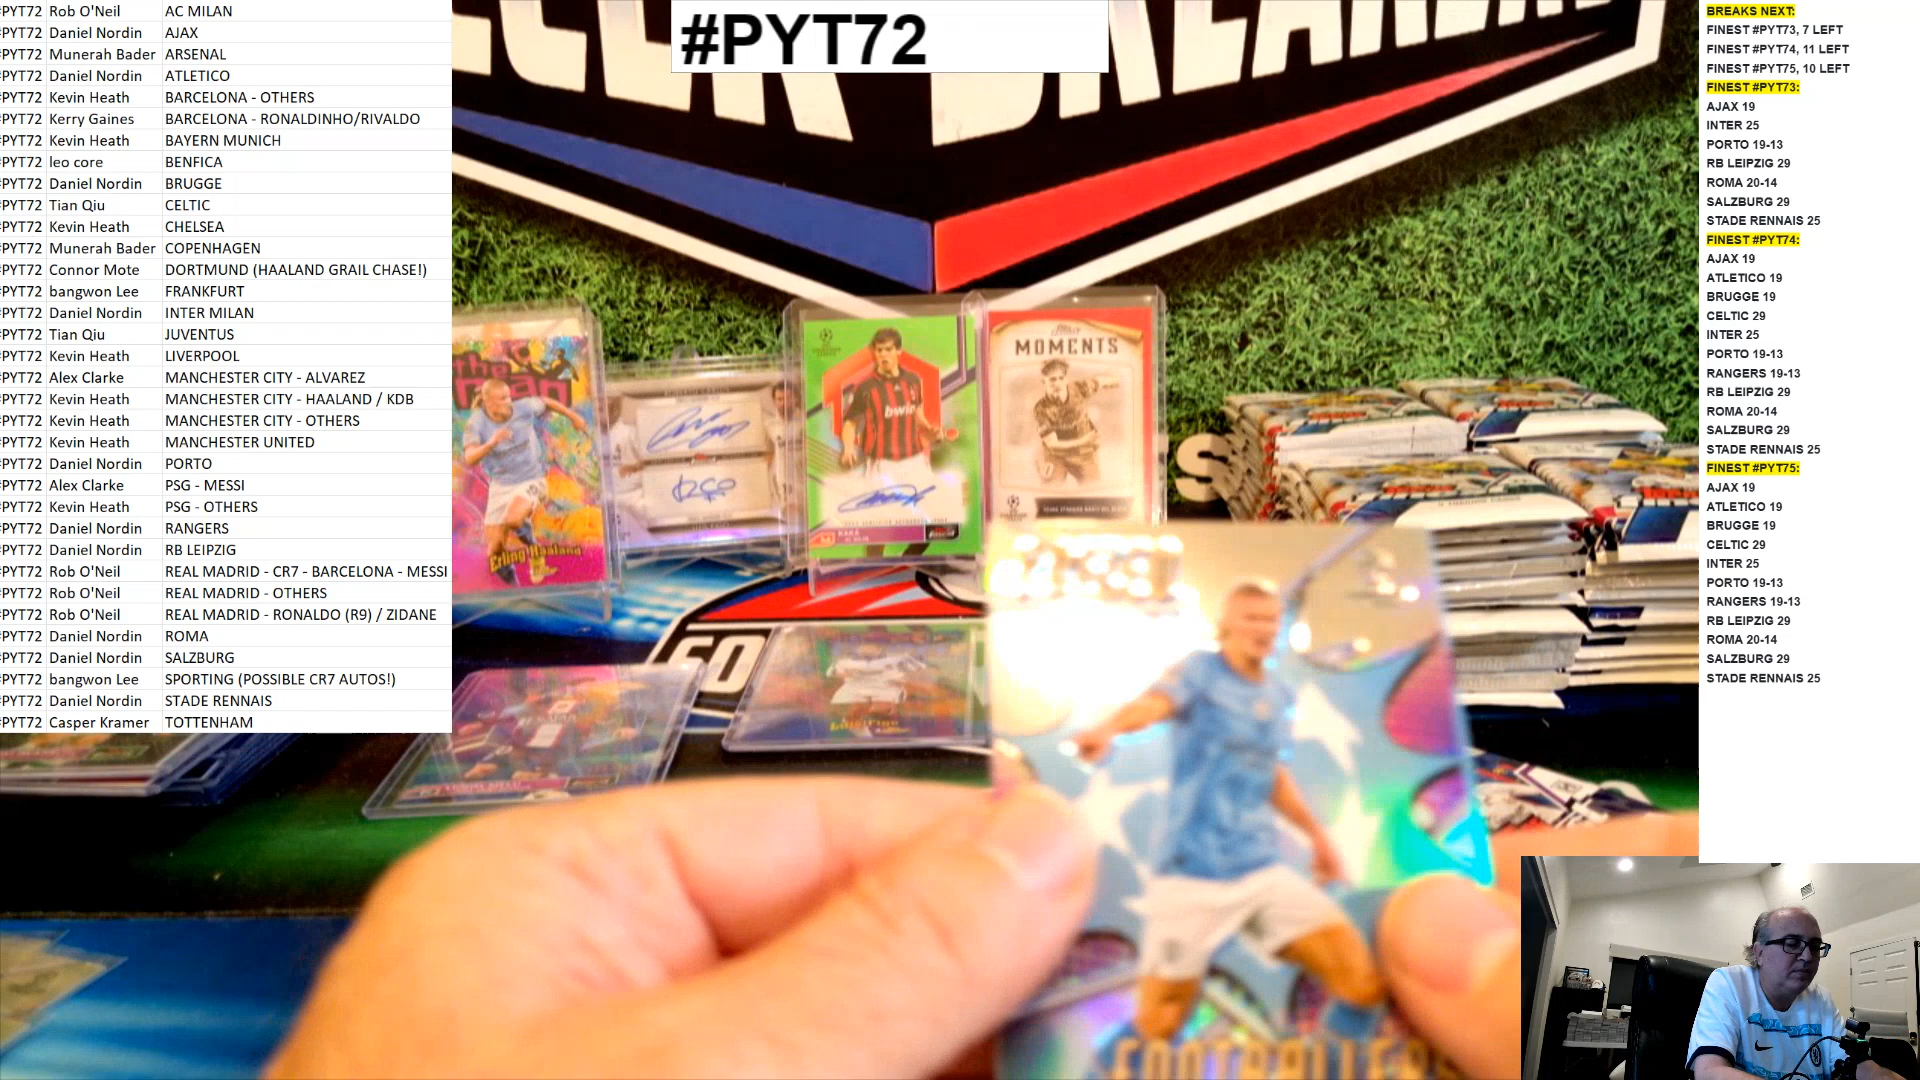 #PYT72
#PYT72 Rob O'Neil AC MILAN
#PYT72 Daniel Nordin AJAX
#PYT72 Munerah Bader ARSENAL
#PYT72 Daniel Nordin ATLETICO
#PYT72 Kevin Heath BARCELONA - OTHERS
#PYT72 Kerry Gaines BARCELONA - RONALDINHO/RIVALDO
#PYT72 Kevin Heath BAYERN MUNICH
#PYT72 leo core BENFICA
#PYT72 Daniel Nordin BRUGGE
#PYT72 Tian Qiu CELTIC
#PYT72 Kevin Heath CHELSEA
#PYT72 Munerah Bader COPENHAGEN
#PYT72 Connor Mote DORTMUND (HAALAND GRAIL CHASE!)
#PYT72 bangwon Lee FRANKFURT
#PYT72 Daniel Nordin INTER MILAN
#PYT72 Tian Qiu JUVENTUS
#PYT72 Kevin Heath LIVERPOOL
#PYT72 Alex Clarke MANCHESTER CITY - ALVAREZ
#PYT72 Kevin Heath MANCHESTER CITY - HAALAND / KDB
#PYT72 Kevin Heath MANCHESTER CITY - OTHERS
#PYT72 Kevin Heath MANCHESTER UNITED
#PYT72 Daniel Nordin PORTO
#PYT72 Alex Clarke PSG - MESSI
#PYT72 Kevin Heath PSG - OTHERS
#PYT72 Daniel Nordin RANGERS
#PYT72 Daniel Nordin RB LEIPZIG
#PYT72 Rob O'Neil REAL MADRID - CR7 - BARCELONA - MESSI
#PYT72 Rob O'Neil REAL MADRID - OTHERS
#PYT72 Rob O'Neil REAL MADRID - RONALDO (R9) / ZIDANE
#PYT72 Daniel Nordin ROMA
#PYT72 Daniel Nordin SALZBURG
#PYT72 bangwon Lee SPORTING (POSSIBLE CR7 AUTOS!)
#PYT72 Daniel Nordin STADE RENNAIS
#PYT72 Casper Kramer TOTTENHAM
the
man
Erling Haaland
bwin
KAKÁ
MOMENTS
FOOTBALLERS
BREAKS NEXT:
FINEST #PYT73, 7 LEFT
FINEST #PYT74, 11 LEFT
FINEST #PYT75, 10 LEFT
FINEST #PYT73:
AJAX 19
INTER 25
PORTO 19-13
RB LEIPZIG 29
ROMA 20-14
SALZBURG 29
STADE RENNAIS 25
FINEST #PYT74:
AJAX 19
ATLETICO 19
BRUGGE 19
CELTIC 29
INTER 25
PORTO 19-13
RANGERS 19-13
RB LEIPZIG 29
ROMA 20-14
SALZBURG 29
STADE RENNAIS 25
FINEST #PYT75:
AJAX 19
ATLETICO 19
BRUGGE 19
CELTIC 29
INTER 25
PORTO 19-13
RANGERS 19-13
RB LEIPZIG 29
ROMA 20-14
SALZBURG 29
STADE RENNAIS 25